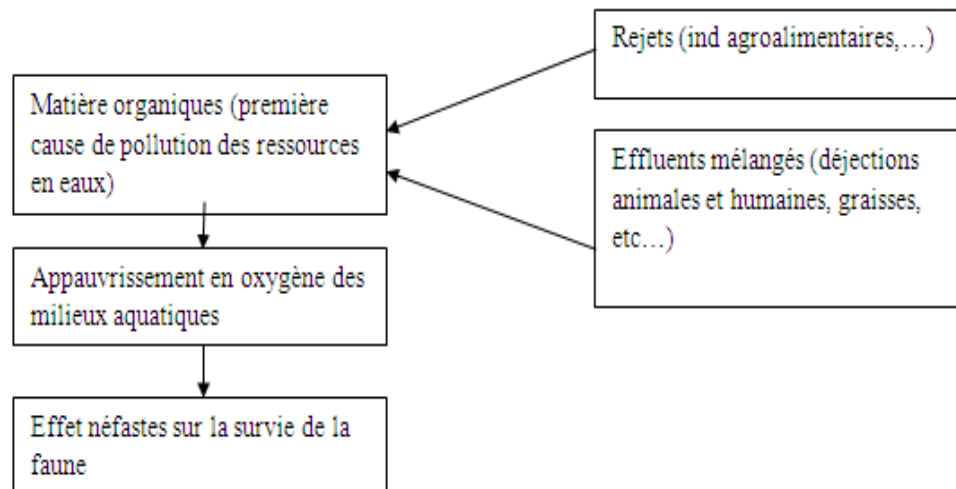 Rejets (ind agroalimentaires,…)
Matière organiques (première
cause de pollution des ressources
en eaux)
Effluents mélangés (déjections
animales et humaines, graisses,
etc…)
Appauvrissement en oxygène des
milieux aquatiques
Effet néfastes sur la survie de la
faune